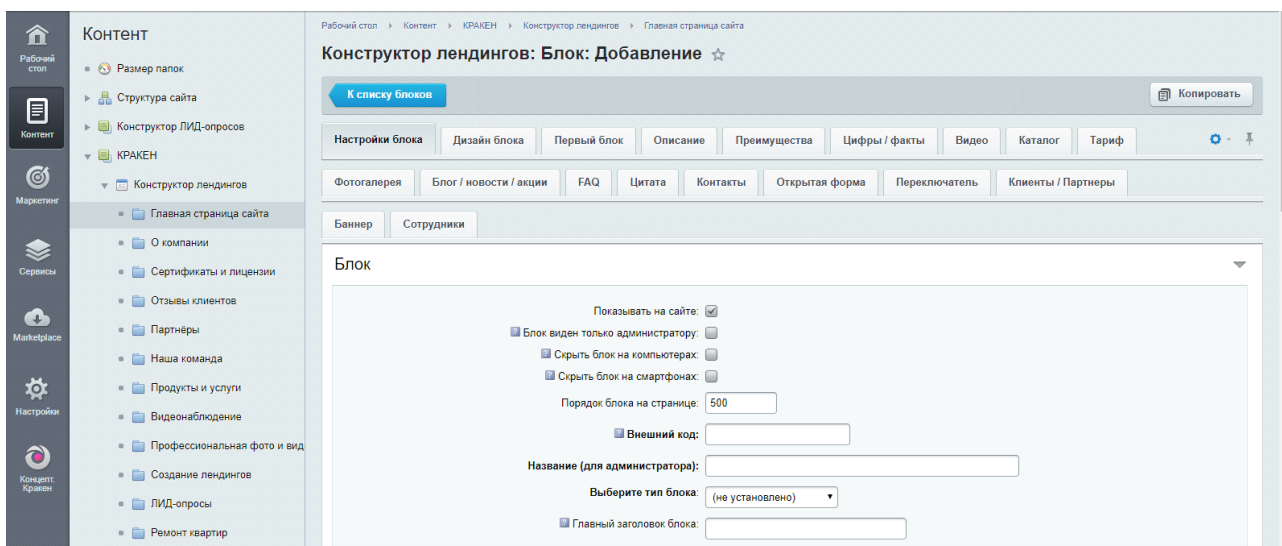 Рабочий
стол
Контент
Маркетинг
Сервисы
Marketplace
Настройки
Концепт:
Кракен
Контент
Размер папок
Структура сайта
Конструктор ЛИД-опросов
КРАКЕН
Конструктор лендингов
Главная страница сайта
О компании
Сертификаты и лицензии
Отзывы клиентов
Партнёры
Наша команда
Продукты и услуги
Видеонаблюдение
Профессиональная фото и вид
Создание лендингов
ЛИД-опросы
Ремонт квартир
Рабочий стол Контент КРАКЕН Конструктор лендингов Главная страница сайта
Конструктор лендингов: Блок: Добавление
К списку блоков Копировать
Настройки блока Дизайн блока Первый блок Описание Преимущества Цифры / факты Видео Каталог Тариф
Фотогалерея Блог / новости / акции FAQ Цитата Контакты Открытая форма Переключатель Клиенты / Партнеры
Баннер Сотрудники
Блок
Показывать на сайте:
Блок виден только администратору:
Скрыть блок на компьютерах:
Скрыть блок на смартфонах:
Порядок блока на странице: 500
Внешний код:
Название (для администратора):
Выберите тип блока: (не установлено)
Главный заголовок блока: